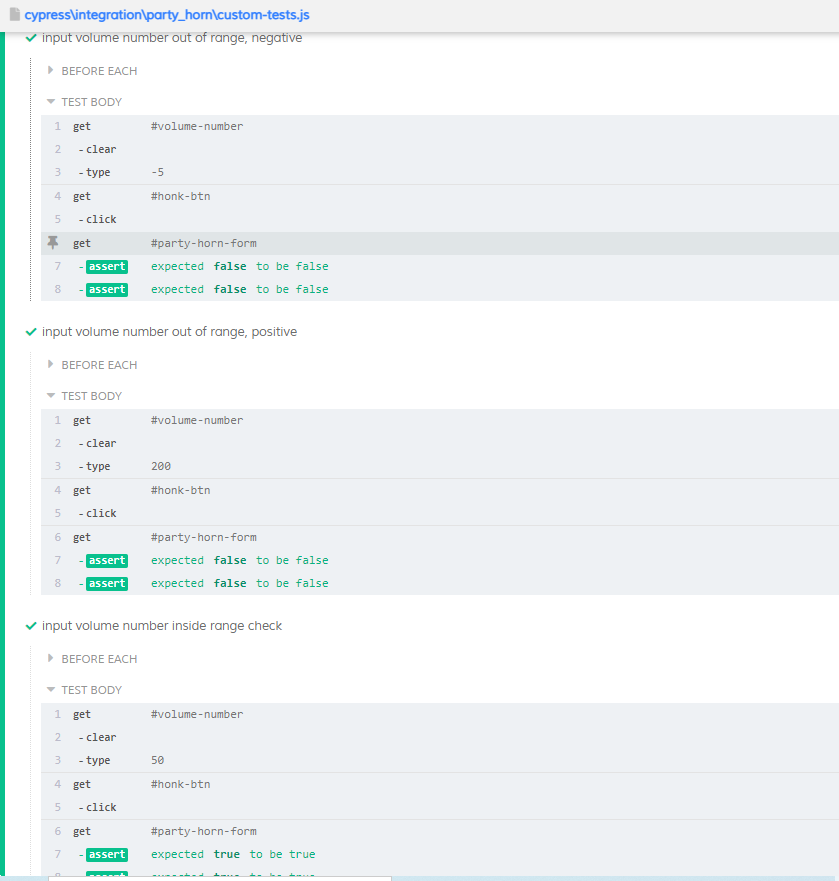 cypress\integration\party_horn\custom-tests.js
input volume number out of range, negative
BEFORE EACH
TEST BODY
1 get #volume-number
2 -clear
3 -type -5
4 get #honk-btn
5 -click
get #party-horn-form
7 -assert expected false to be false
8 -assert expected false to be false
input volume number out of range, positive
BEFORE EACH
TEST BODY
1 get #volume-number
2 -clear
3 -type 200
4 get #honk-btn
5 -click
6 get #party-horn-form
7 -assert expected false to be false
8 -assert expected false to be false
input volume number inside range check
BEFORE EACH
TEST BODY
1 get #volume-number
2 -clear
3 -type 50
4 get #honk-btn
5 -click
6 get #party-horn-form
7 -assert expected true to be true